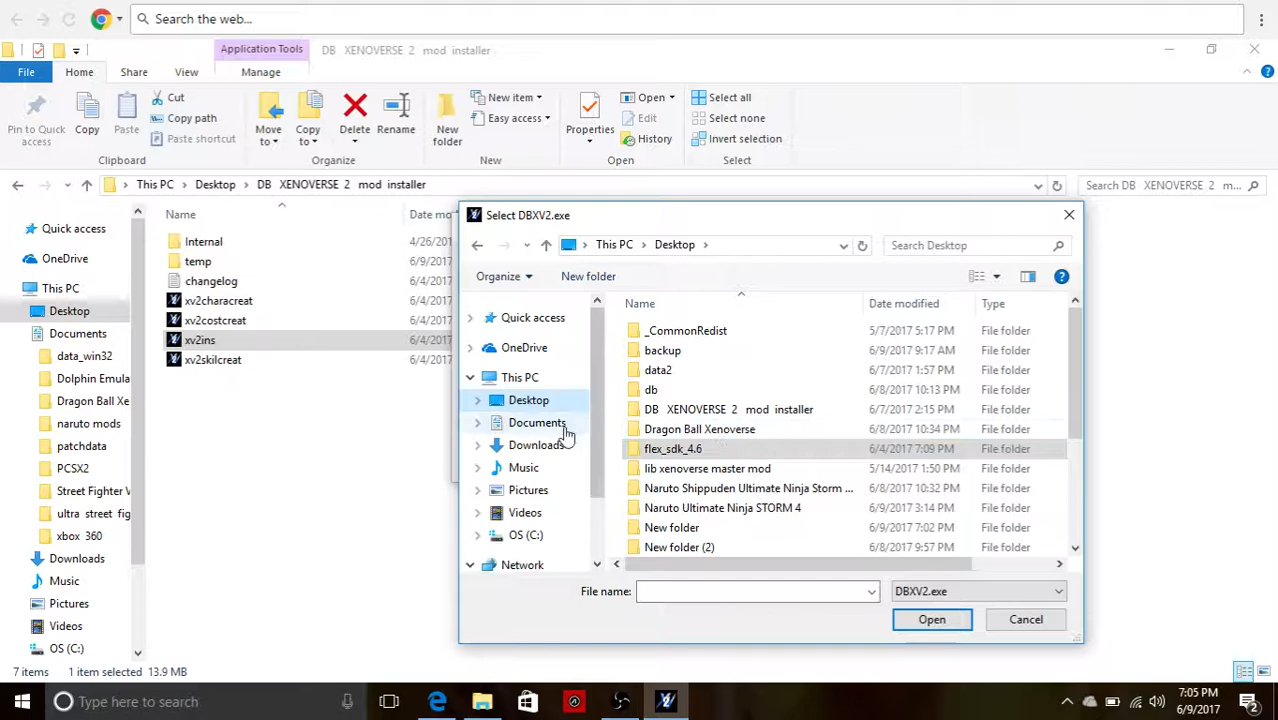 Search the web...
Application Tools
DB XENOVERSE 2 mod installer
File
Home
Share
View
Manage
Pin to Quick access
Copy
Paste
Cut
Copy path
Paste shortcut
Clipboard
Move to
Copy to
Delete
Rename
Organize
New folder
New item
Easy access
New
Properties
Open
Edit
History
Open
Select all
Select none
Invert selection
Select
This PC
Desktop
DB XENOVERSE 2 mod installer
Search DB XENOVERSE 2 m...
Quick access
OneDrive
This PC
Desktop
Documents
data_win32
Dolphin Emula
Dragon Ball Xe
naruto mods
patchdata
PCSX2
Street Fighter V
ultra street fig
xbox 360
Downloads
Music
Pictures
Videos
OS (C:)
Name
Date mo
Internal 4/26/
temp 6/9/2017
changelog 6/4/2017
xv2characreat 6/4/2017
xv2costcreat 6/4/2017
xv2ins 6/4/2017
xv2skilcreat 6/4/2017
Select DBXV2.exe
This PC
Desktop
Search Desktop
Organize
New folder
Quick access
OneDrive
This PC
Desktop
Documents
Downloads
Music
Pictures
Videos
OS (C:)
Network
Name Date modified Type
_CommonRedist 5/7/2017 5:17 PM File folder
backup 6/9/2017 9:17 AM File folder
data2 6/7/2017 1:57 PM File folder
db 6/8/2017 10:13 PM File folder
DB XENOVERSE 2 mod installer 6/7/2017 2:15 PM File folder
Dragon Ball Xenoverse 6/8/2017 10:34 PM File folder
flex_sdk_4.6 6/4/2017 7:09 PM File folder
lib xenoverse master mod 5/14/2017 1:50 PM File folder
Naruto Shippuden Ultimate Ninja Storm ... 6/8/2017 10:32 PM File folder
Naruto Ultimate Ninja STORM 4 6/9/2017 3:14 PM File folder
New folder 6/9/2017 7:02 PM File folder
New folder (2) 6/8/2017 9:57 PM File folder
File name:
DBXV2.exe
Open
Cancel
7 items
1 item selected 13.9 MB
Type here to search
7:05 PM
6/9/2017
2